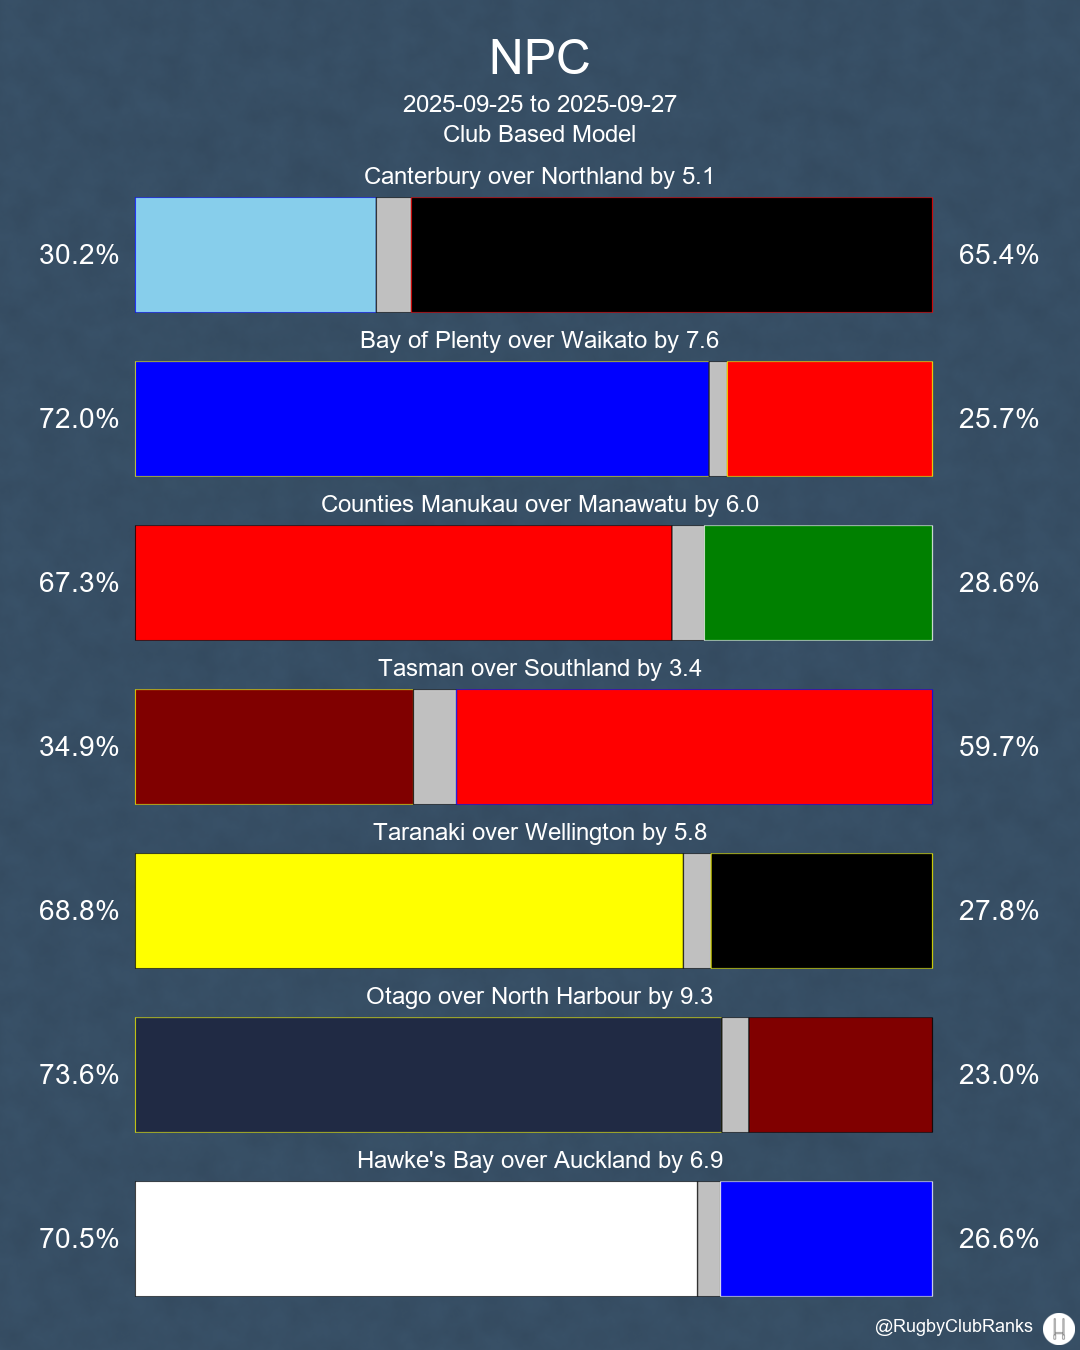 NPC
2025-09-25 to 2025-09-27
Club Based Model
Canterbury over Northland by 5.1
30.2%
65.4%
Bay of Plenty over Waikato by 7.6
72.0%
25.7%
Counties Manukau over Manawatu by 6.0
67.3%
28.6%
Tasman over Southland by 3.4
34.9%
59.7%
Taranaki over Wellington by 5.8
68.8%
27.8%
Otago over North Harbour by 9.3
73.6%
23.0%
Hawke's Bay over Auckland by 6.9
70.5%
26.6%
@RugbyClubRanks